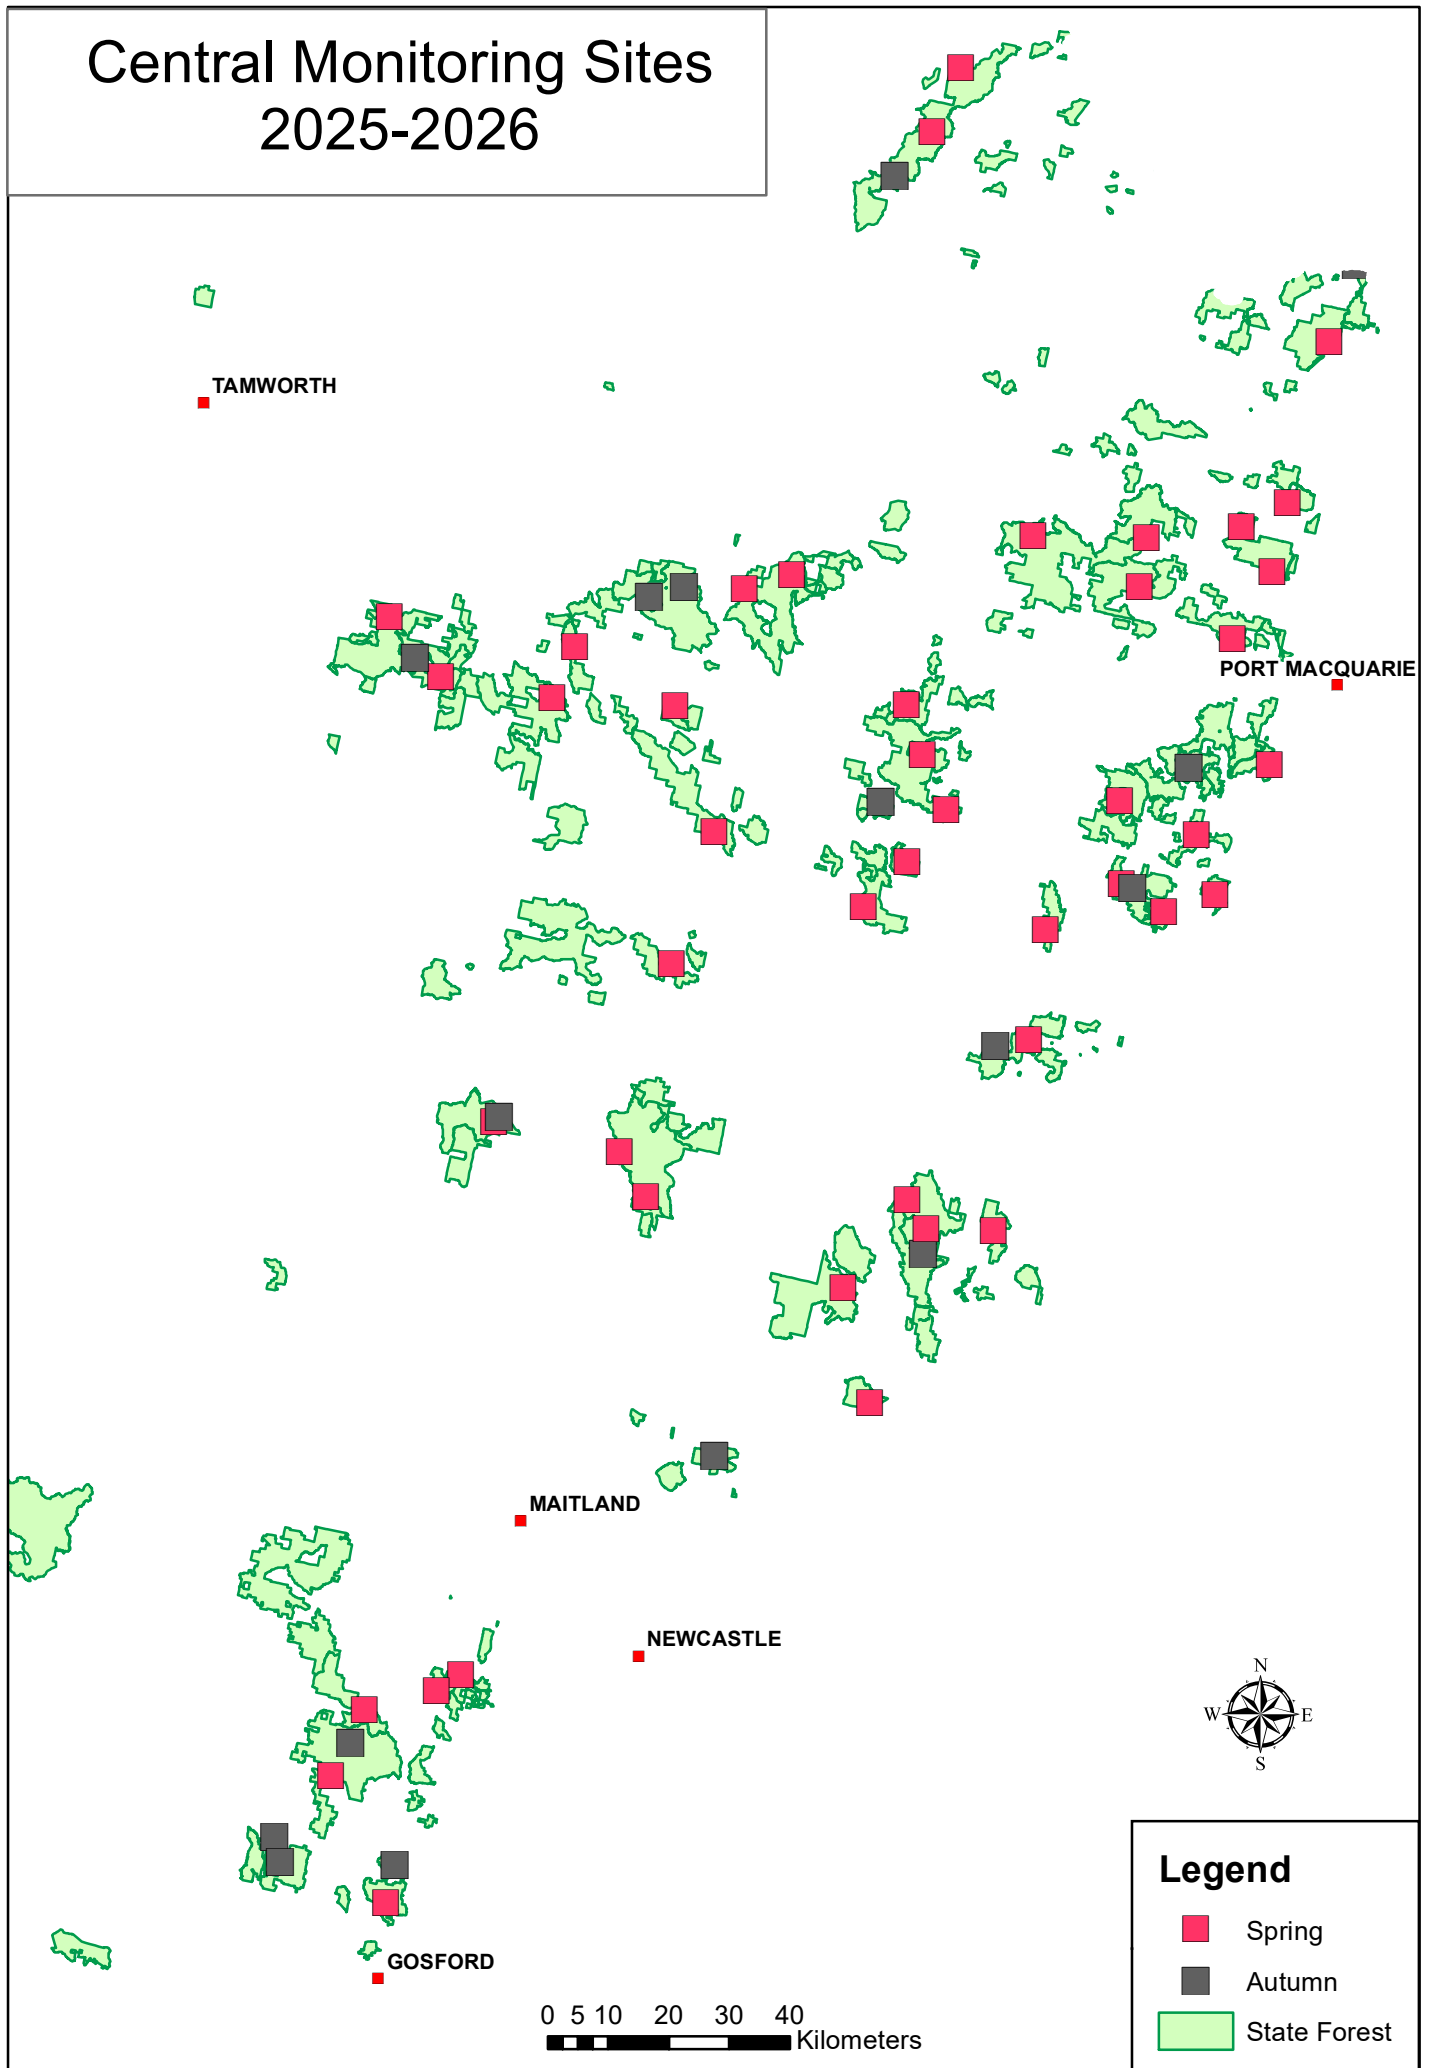 Central Monitoring Sites
2025-2026
TAMWORTH
PORT MACQUARIE
MAITLAND
NEWCASTLE
N
W E
S
Legend
Spring
Autumn
State Forest
GOSFORD
0 5 10 20 30 40
Kilometers